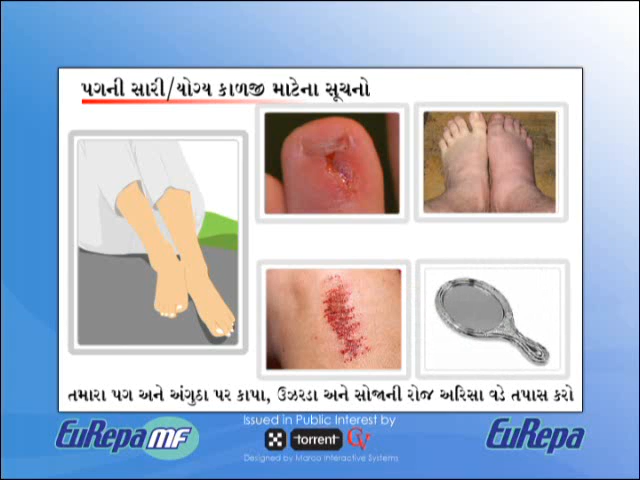 પગની સારી/યોગ્ય કાળજી માટેના સૂચનો
તમારા પગ અને અંગુઠા પર કાપા, ઉઝરડા અને સોજાની રોજ અરિસા વડે તપાસ કરો
EuRepa MF
Issued in Public Interest by
torrent CV
Designed by Marco Interactive Systems
EuRepa